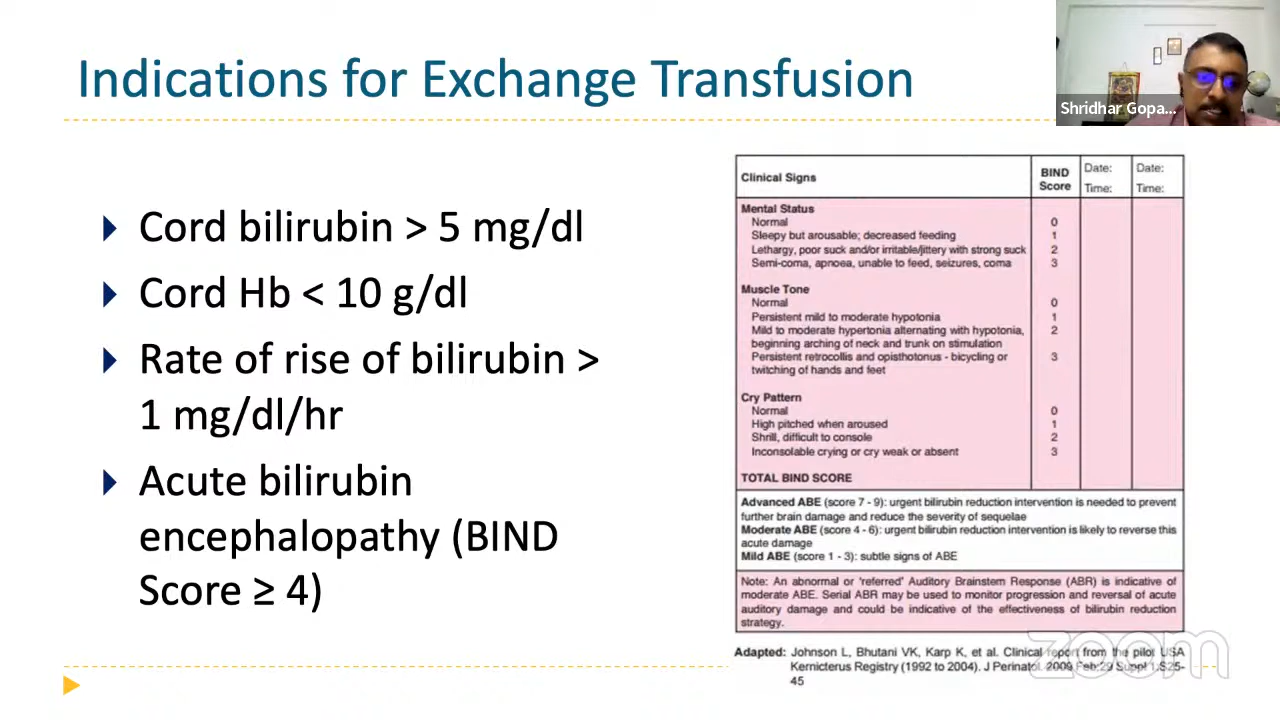 Indications for Exchange Transfusion
Shridhar Gopa...
Cord bilirubin > 5 mg/dl
Cord Hb < 10 g/dl
Rate of rise of bilirubin >
1 mg/dl/hr
Acute bilirubin
encephalopathy (BIND
Score ≥ 4)
Clinical Signs BIND Score Date: Time: Date: Time:
Mental Status
Normal 0
Sleepy but arousable; decreased feeding 1
Lethargy, poor suck and/or irritable/jittery with strong suck 2
Semi-coma, apnoea, unable to feed, seizures, coma 3
Muscle Tone
Normal 0
Persistent mild to moderate hypotonia 1
Mild to moderate hypertonia alternating with hypotonia, 2
beginning arching of neck and trunk on stimulation
Persistent retrocollis and opisthotonus - bicycling or 3
twitching of hands and feet
Cry Pattern
Normal 0
High pitched when aroused 1
Shrill, difficult to console 2
Inconsolable crying or cry weak or absent 3
TOTAL BIND SCORE
Advanced ABE (score 7 - 9): urgent bilirubin reduction intervention is needed to prevent
further brain damage and reduce the severity of sequelae
Moderate ABE (score 4 - 6): urgent bilirubin reduction intervention is likely to reverse this
acute damage
Mild ABE (score 1 - 3): subtle signs of ABE
Note: An abnormal or 'referred' Auditory Brainstem Response (ABR) is indicative of
moderate ABE. Serial ABR may be used to monitor progression and reversal of acute
auditory damage and could be indicative of the effectiveness of bilirubin reduction
strategy.
Adapted: Johnson L, Bhutani VK, Karp K, et al. Clinical report from the pilot USA
Kernicterus Registry (1992 to 2004). J Perinatol. 2009 Feb;29 Suppl 1:S25-
45
zoom